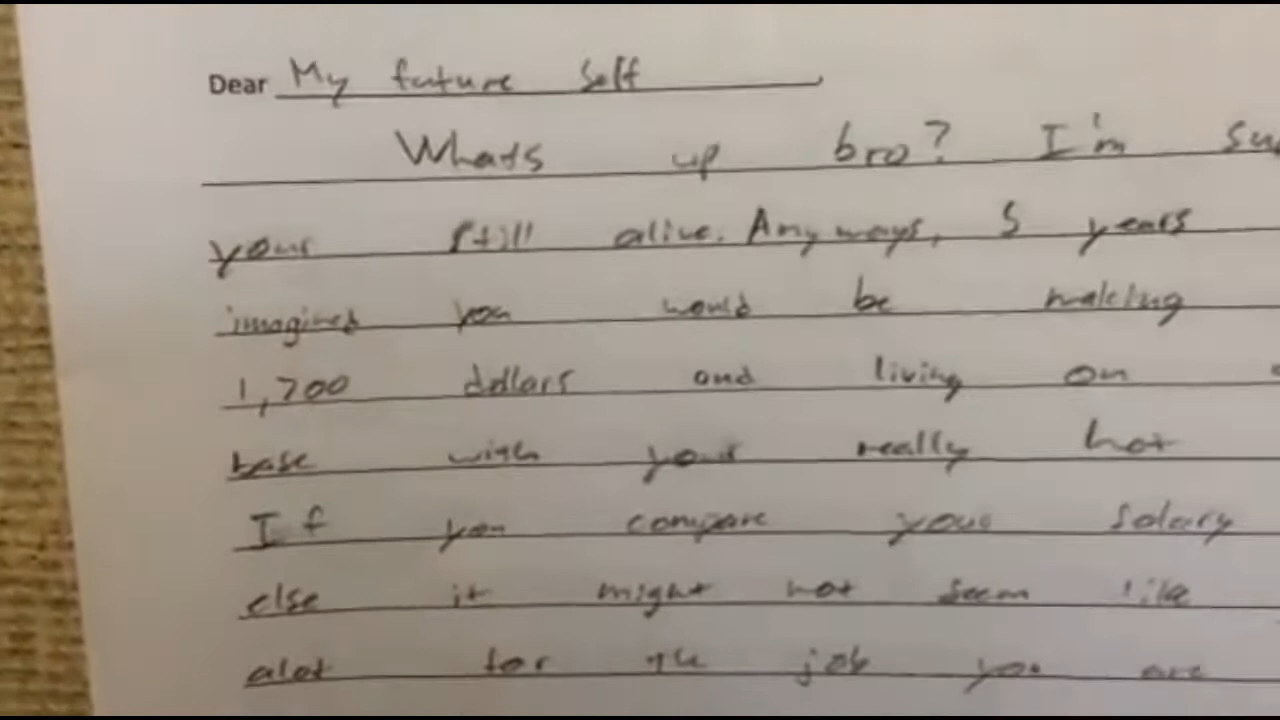 Dear My future Self
Whats up bro? I'm
your still alive. Anyways, 5 years
imagined you would be making
1,700 dollars and living on
base with your really hot
If you compare your salary
else it might not seem like
alot for the job you are